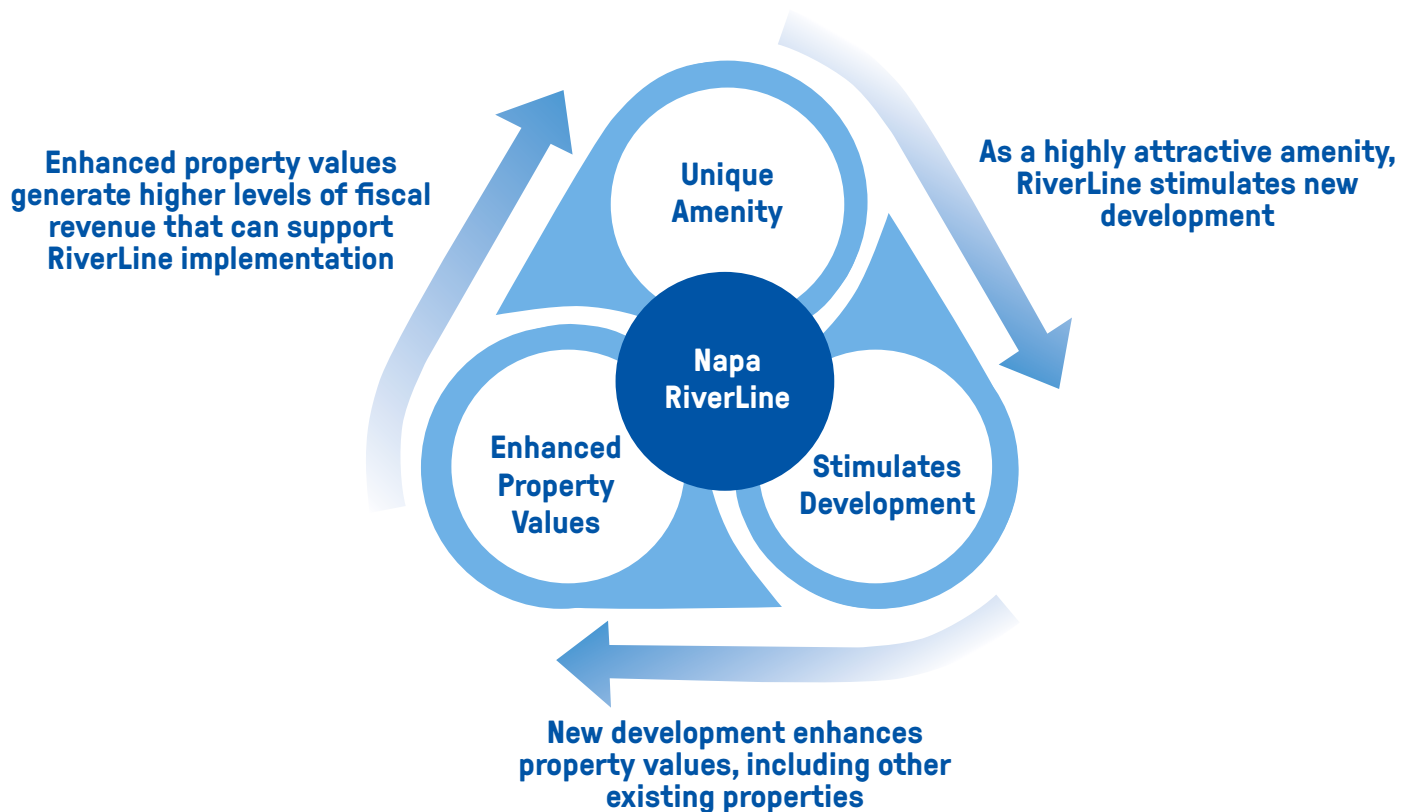 Unique
Amenity
As a highly attractive amenity,
RiverLine stimulates new
development
Stimulates
Development
New development enhances
property values, including other
existing properties
Enhanced
Property
Values
Enhanced property values
generate higher levels of fiscal
revenue that can support
RiverLine implementation
Napa
RiverLine